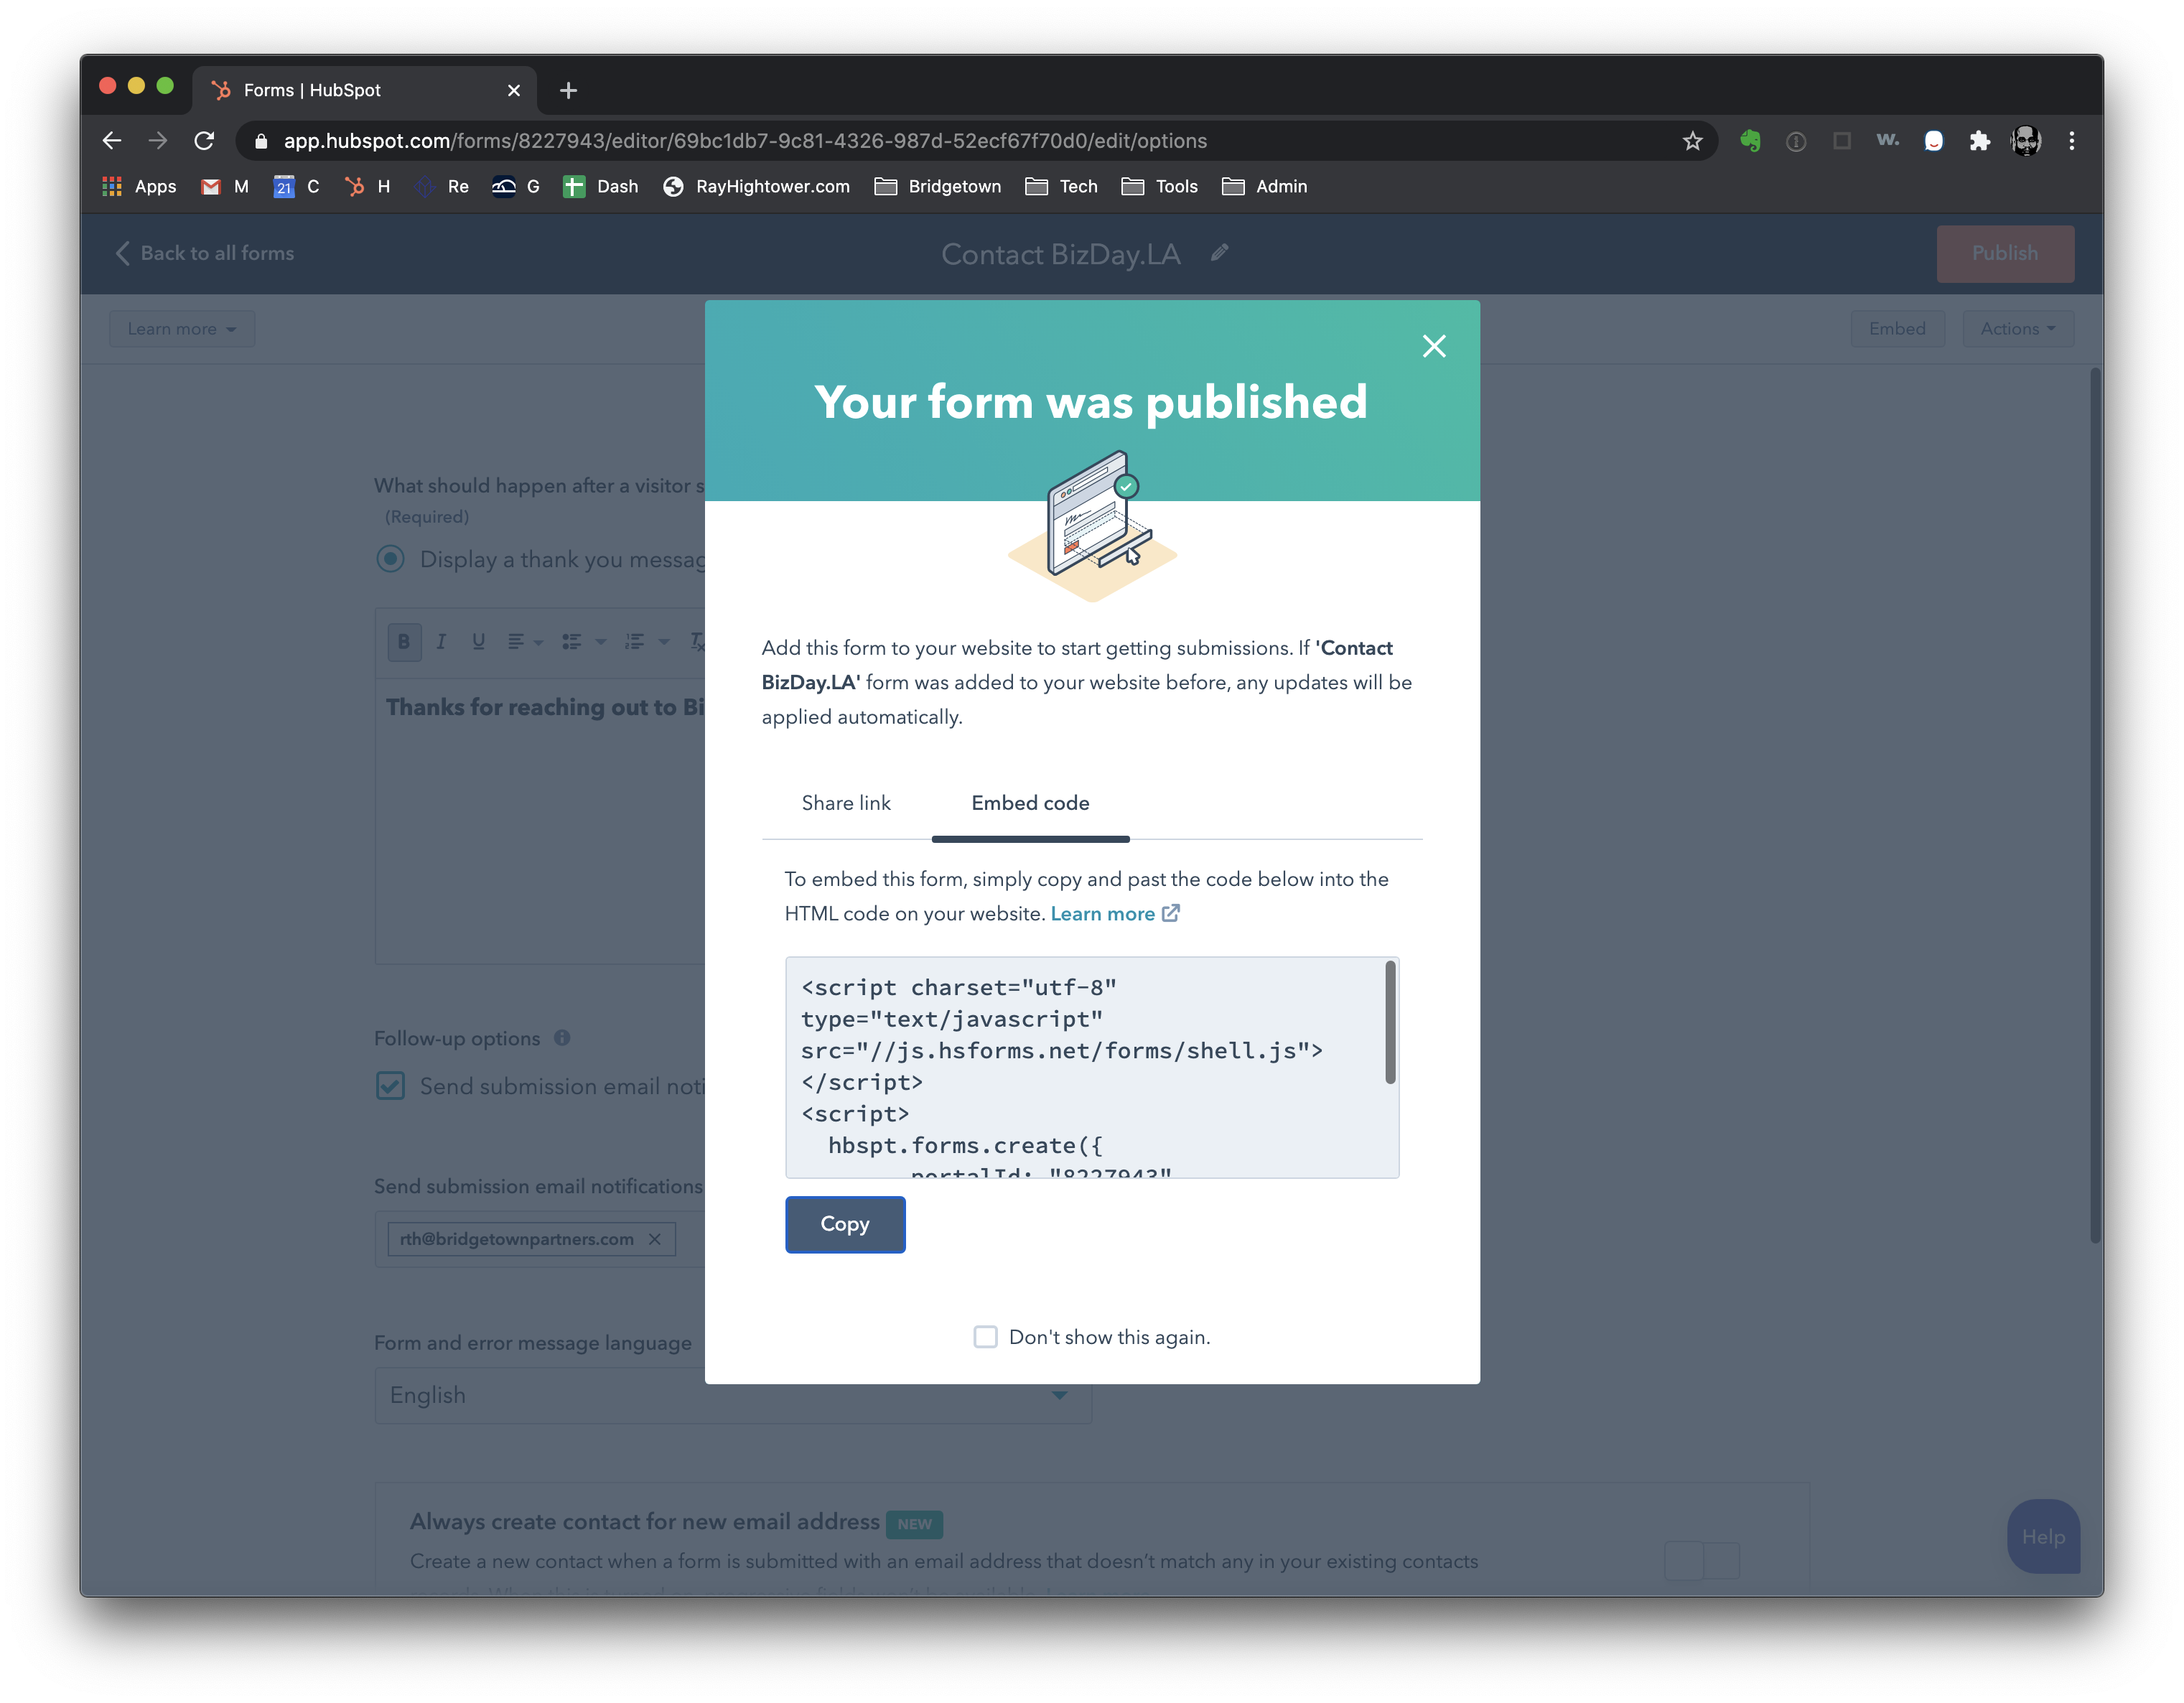 Forms | HubSpot
app.hubspot.com/forms/8227943/editor/69bc1db7-9c81-4326-987d-52ecf67f70d0/edit/options
w.
Apps M 21 C H Re G Dash RayHightower.com Bridgetown Tech Tools Admin
Back to all forms
Contact BizDay.LA
Publish
Learn more
Embed
Actions
Your form was published
What should happen after a visitor s
(Required)
Display a thank you messag
B I U
Thanks for reaching out to Bi
Add this form to your website to start getting submissions. If 'Contact
BizDay.LA' form was added to your website before, any updates will be
applied automatically.
Share link
Embed code
To embed this form, simply copy and past the code below into the
HTML code on your website. Learn more
<script charset="utf-8"
type="text/javascript"
src="//js.hsforms.net/forms/shell.js">
</script>
<script>
hbspt.forms.create({
portalId: "8227943"
Copy
Don't show this again.
Follow-up options
Send submission email noti
Send submission email notifications
rth@bridgetownpartners.com
Form and error message language
English
Always create contact for new email address NEW
Create a new contact when a form is submitted with an email address that doesn't match any in your existing contacts
Help